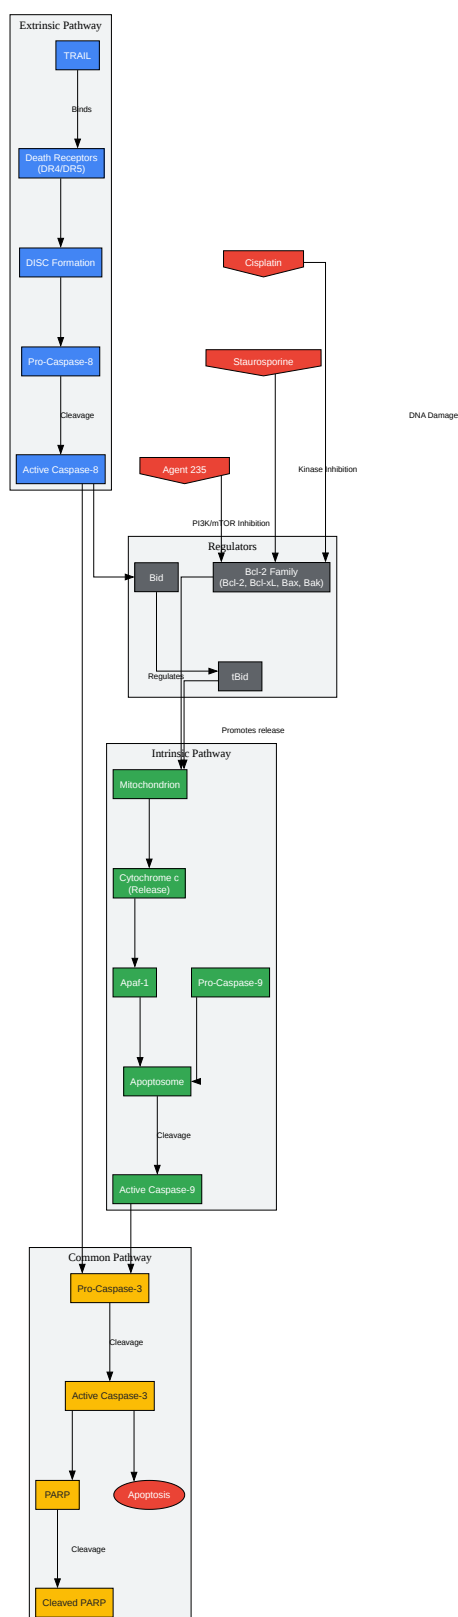 Extrinsic Pathway
TRAIL
Binds
Death Receptors
(DR4/DR5)
DISC Formation
Cisplatin
Pro-Caspase-8
Staurosporine
Cleavage
DNA Damage
Active Caspase-8
Agent 235
Kinase Inhibition
PI3K/mTOR Inhibition
Regulators
Bid
Bcl-2 Family
(Bcl-2, Bcl-xL, Bax, Bak)
Regulates
tBid
Promotes release
Intrinsic Pathway
Mitochondrion
Cytochrome c
(Release)
Apaf-1
Pro-Caspase-9
Apoptosome
Cleavage
Active Caspase-9
Common Pathway
Pro-Caspase-3
Cleavage
Active Caspase-3
PARP
Apoptosis
Cleavage
Cleaved PARP